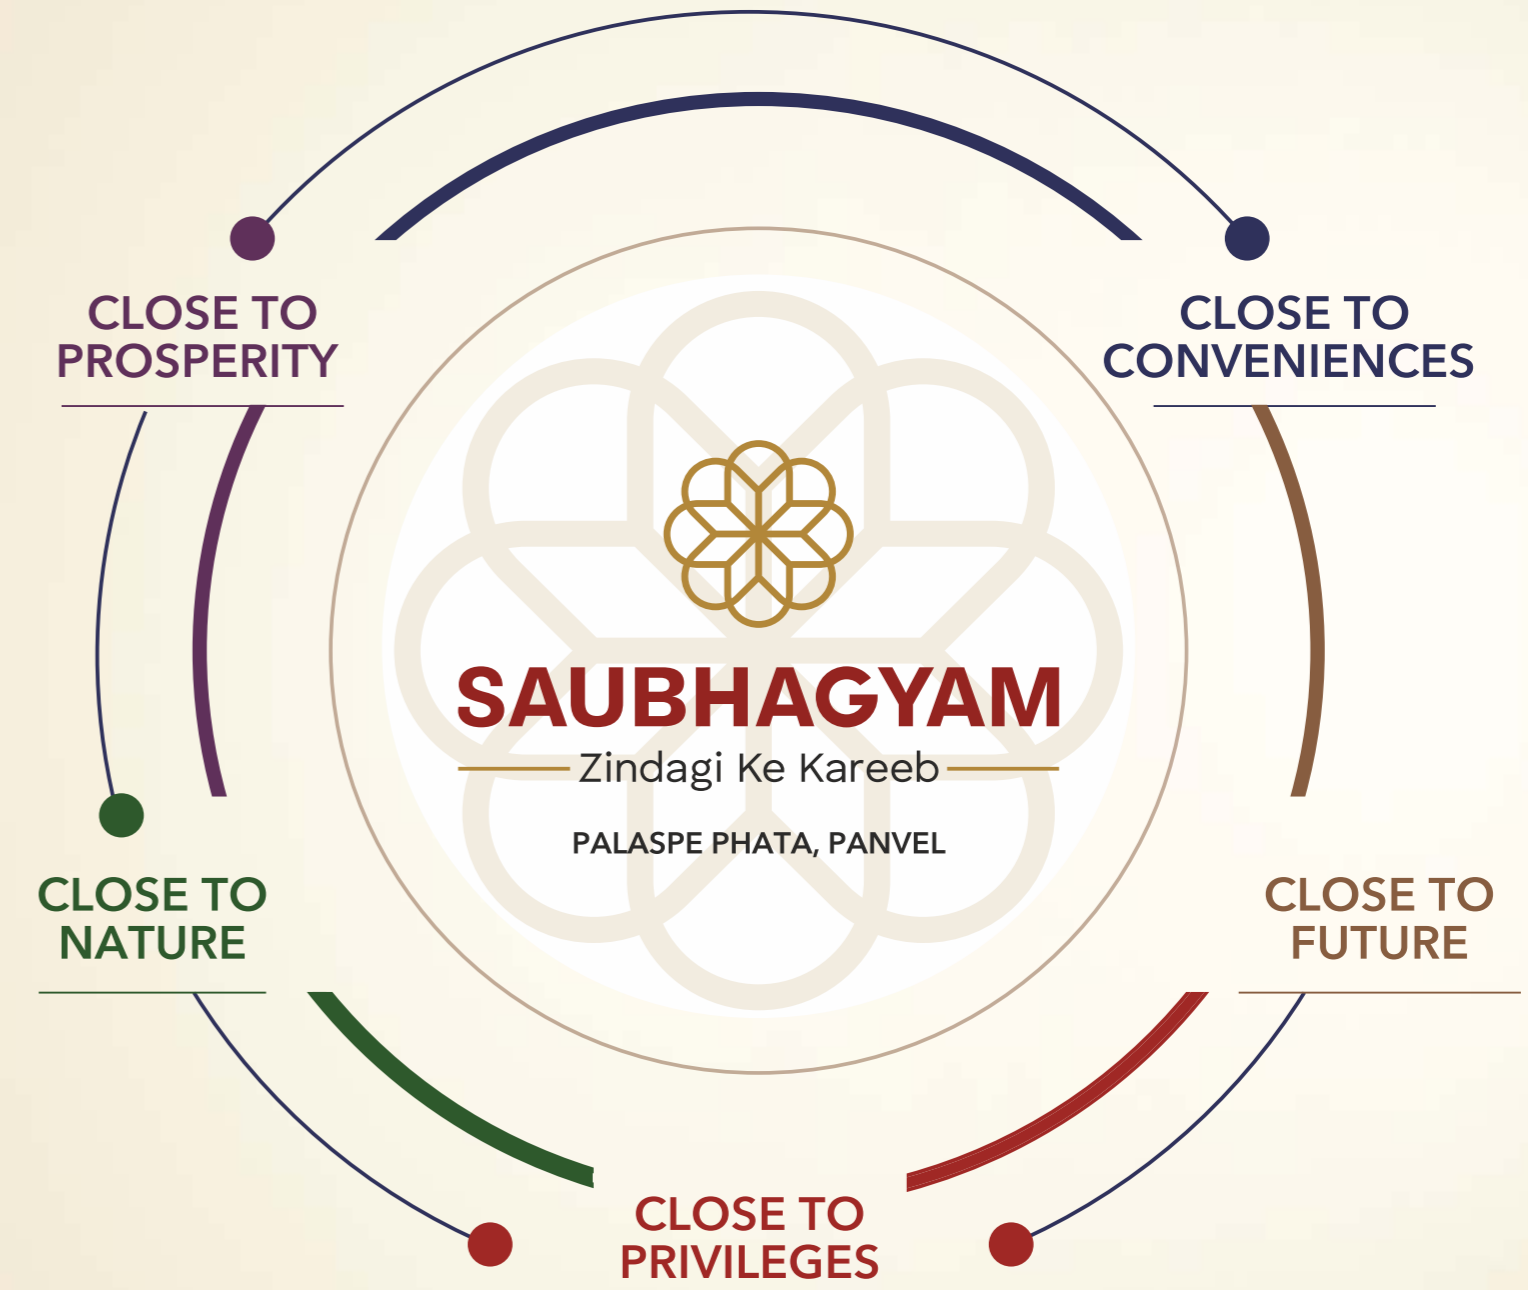 CLOSE TO
PROSPERITY
CLOSE TO
CONVENIENCES
SAUBHAGYAM
Zindagi Ke Kareeb
PALASPE PHATA, PANVEL
CLOSE TO
NATURE
CLOSE TO
FUTURE
CLOSE TO
PRIVILEGES